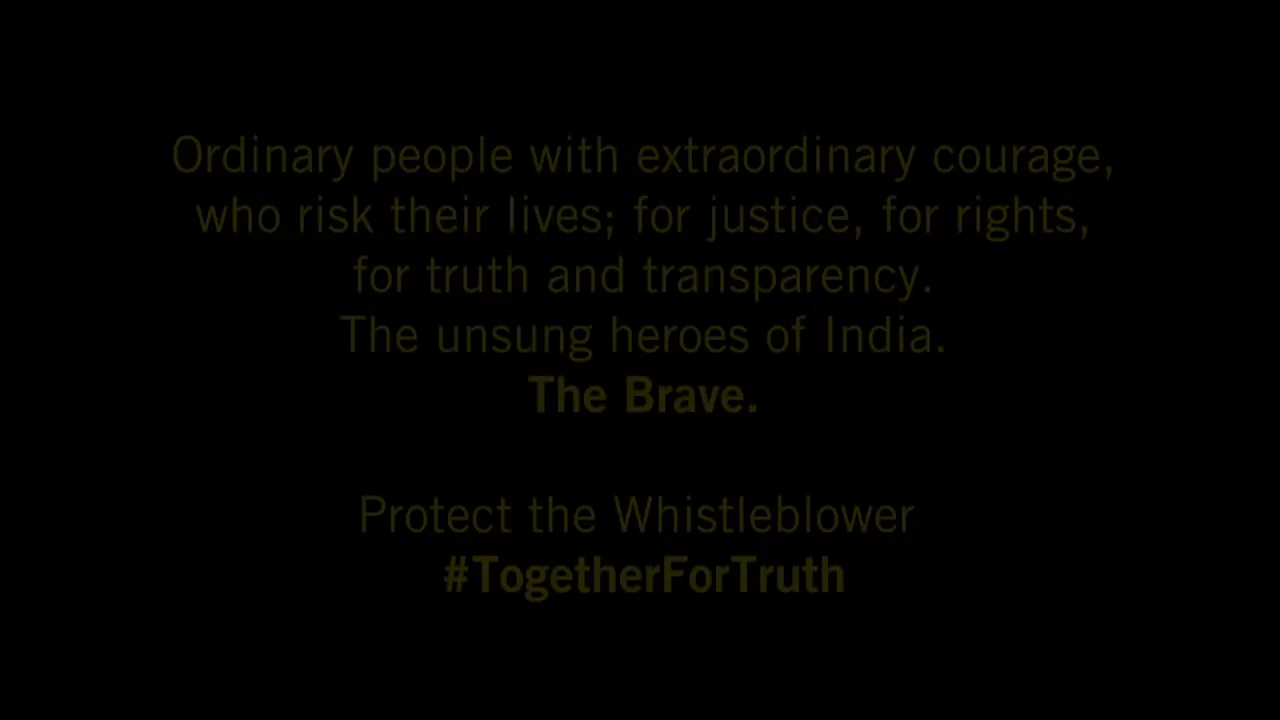 Ordinary people with extraordinary courage,
who risk their lives; for justice, for rights,
for truth and transparency.
The unsung heroes of India.
The Brave.
Protect the Whistleblower
#TogetherForTruth